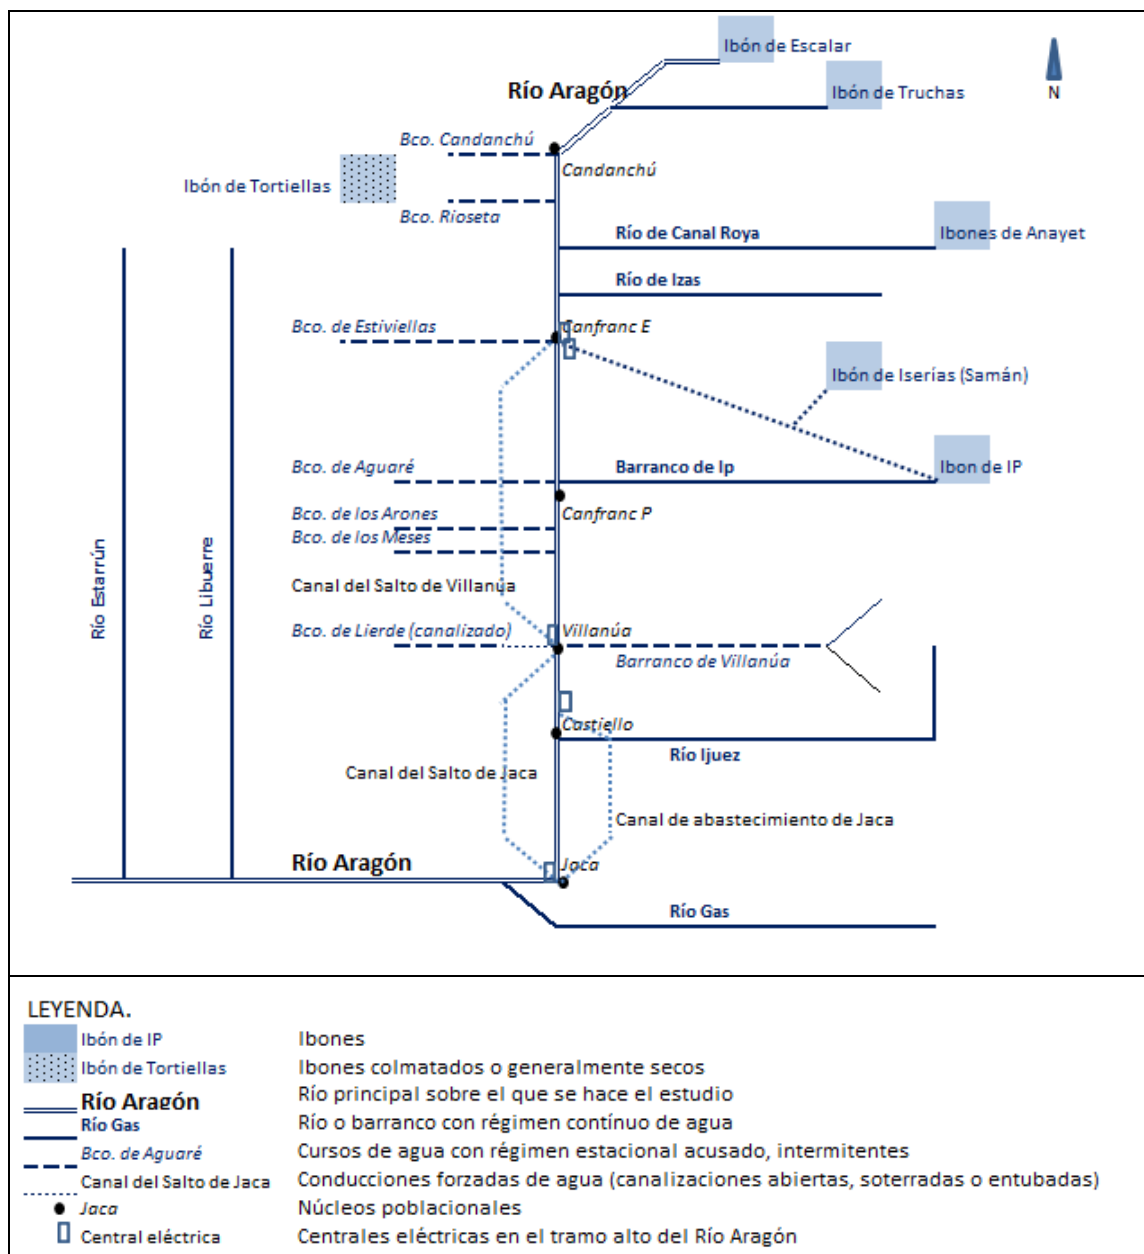 Ibón de Escalar
Río Aragón
Ibón de Truchas
N
Bco. Candanchú
Candanchú
Ibón de Tortiellas
Bco. Rioseta
Río de Canal Roya
Ibones de Anayet
Río de Izas
Bco. de Estiviellas
Canfranc E
Ibón de Iserías (Samán)
Bco. de Aguaré
Barranco de Ip
Ibon de IP
Bco. de los Arones
Canfranc P
Bco. de los Meses
Río Estarrún
Río Libuerre
Canal del Salto de Villanúa
Bco. de Lierde (canalizado)
Villanúa
Barranco de Villanúa
Castiello
Río Ijuez
Canal del Salto de Jaca
Canal de abastecimiento de Jaca
Río Aragón
Jaca
Río Gas
LEYENDA.
Ibón de IP Ibones
Ibón de Tortiellas Ibones colmatados o generalmente secos
Río Aragón Río principal sobre el que se hace el estudio
Río Gas Río o barranco con régimen contínuo de agua
Bco. de Aguaré Cursos de agua con régimen estacional acusado, intermitentes
Canal del Salto de Jaca Conducciones forzadas de agua (canalizaciones abiertas, soterradas o entubadas)
Jaca Núcleos poblacionales
Central eléctrica Centrales eléctricas en el tramo alto del Río Aragón